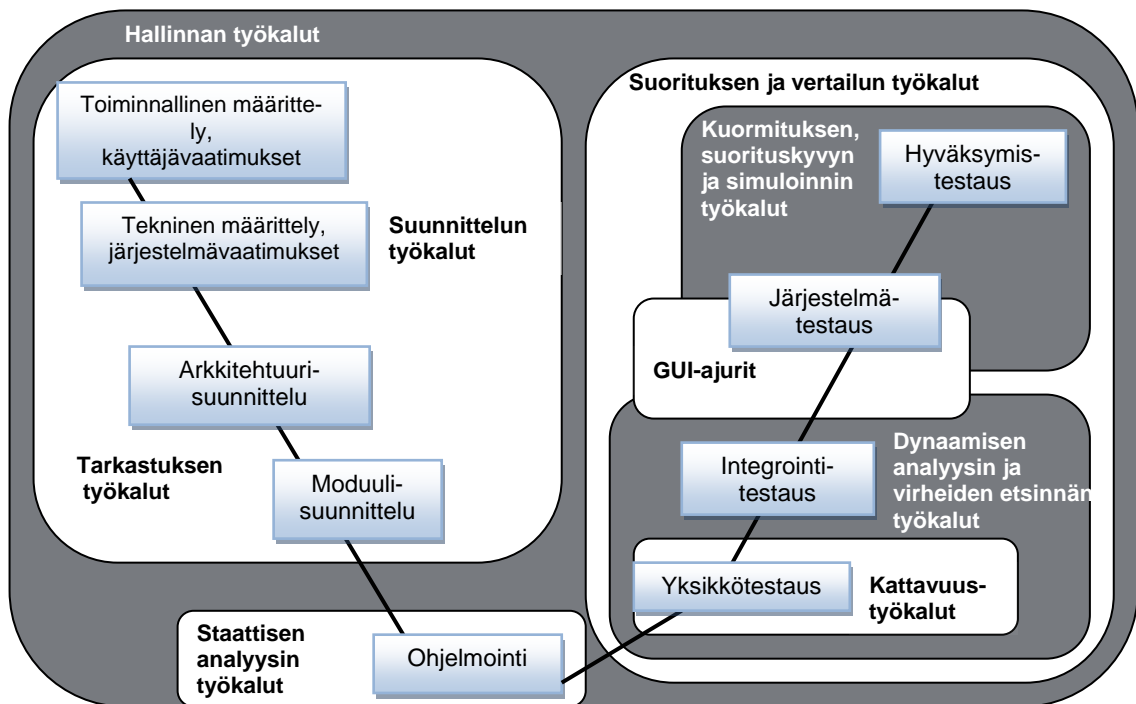 Hallinnan työkalut
Toiminnallinen määritte-
ly,
käyttäjävaatimukset
Tekninen määrittely,
järjestelmävaatimukset
Suunnittelun
työkalut
Arkkitehtuuri-
suunnittelu
Tarkastuksen
työkalut
Moduuli-
suunnittelu
Staattisen
analyysin
työkalut
Ohjelmointi
Suorituksen ja vertailun työkalut
Kuormituksen,
suorituskyvyn
ja simuloinnin
työkalut
Hyväksymis-
testaus
Järjestelmä-
testaus
GUI-ajurit
Integrointi-
testaus
Dynaamisen
analyysin ja
virheiden etsinnän
työkalut
Yksikkötestaus
Kattavuus-
työkalut